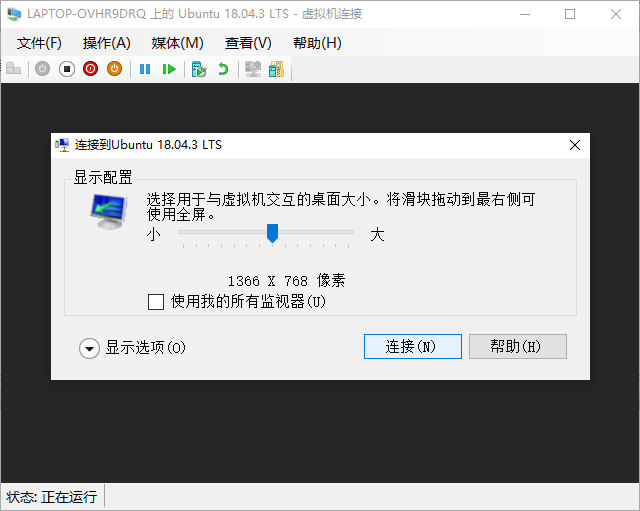 LAPTOP-OVHR9DRQ 上的 Ubuntu 18.04.3 LTS - 虚拟机连接
文件(F) 操作(A) 媒体(M) 查看(V) 帮助(H)
连接到Ubuntu 18.04.3 LTS
显示配置
选择用于与虚拟机交互的桌面大小。将滑块拖动到最右侧可
使用全屏。
小 大
1366 X 768 像素
使用我的所有监视器(U)
显示选项(O) 连接(N) 帮助(H)
状态: 正在运行